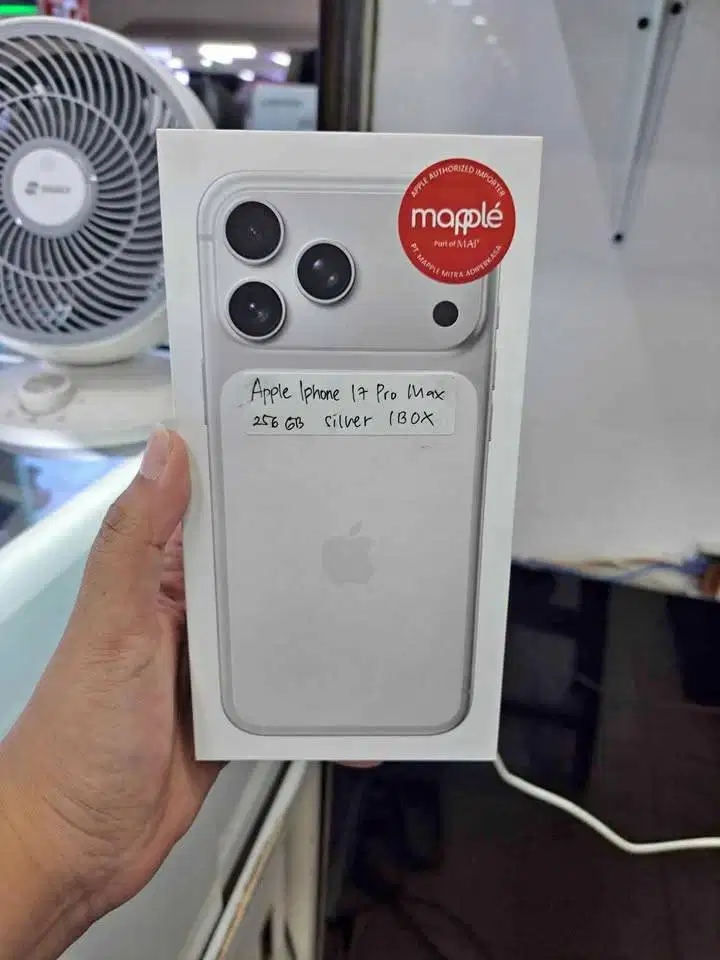 APPLE AUTHORIZED IMPORTER
mapplé
Part of MAP
PT MAPPLE MITRA ADIPERKASA
Apple Iphone 17 Pro Max
256 GB silver IBOX